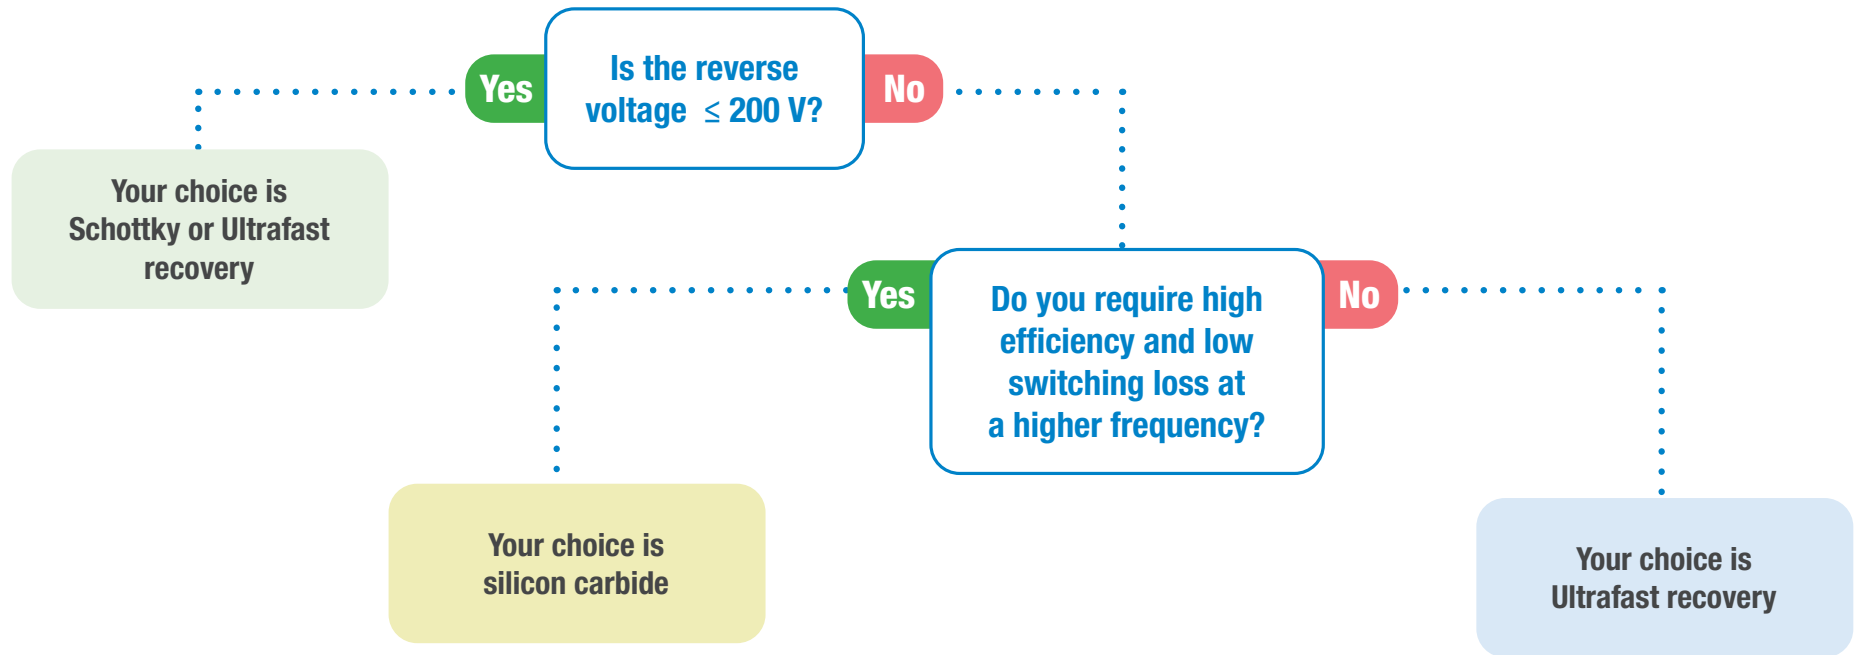 Is the reverse
voltage ≤ 200 V?
Yes
No
Your choice is
Schottky or Ultrafast
recovery
Do you require high
efficiency and low
switching loss at
a higher frequency?
Yes
No
Your choice is
silicon carbide
Your choice is
Ultrafast recovery